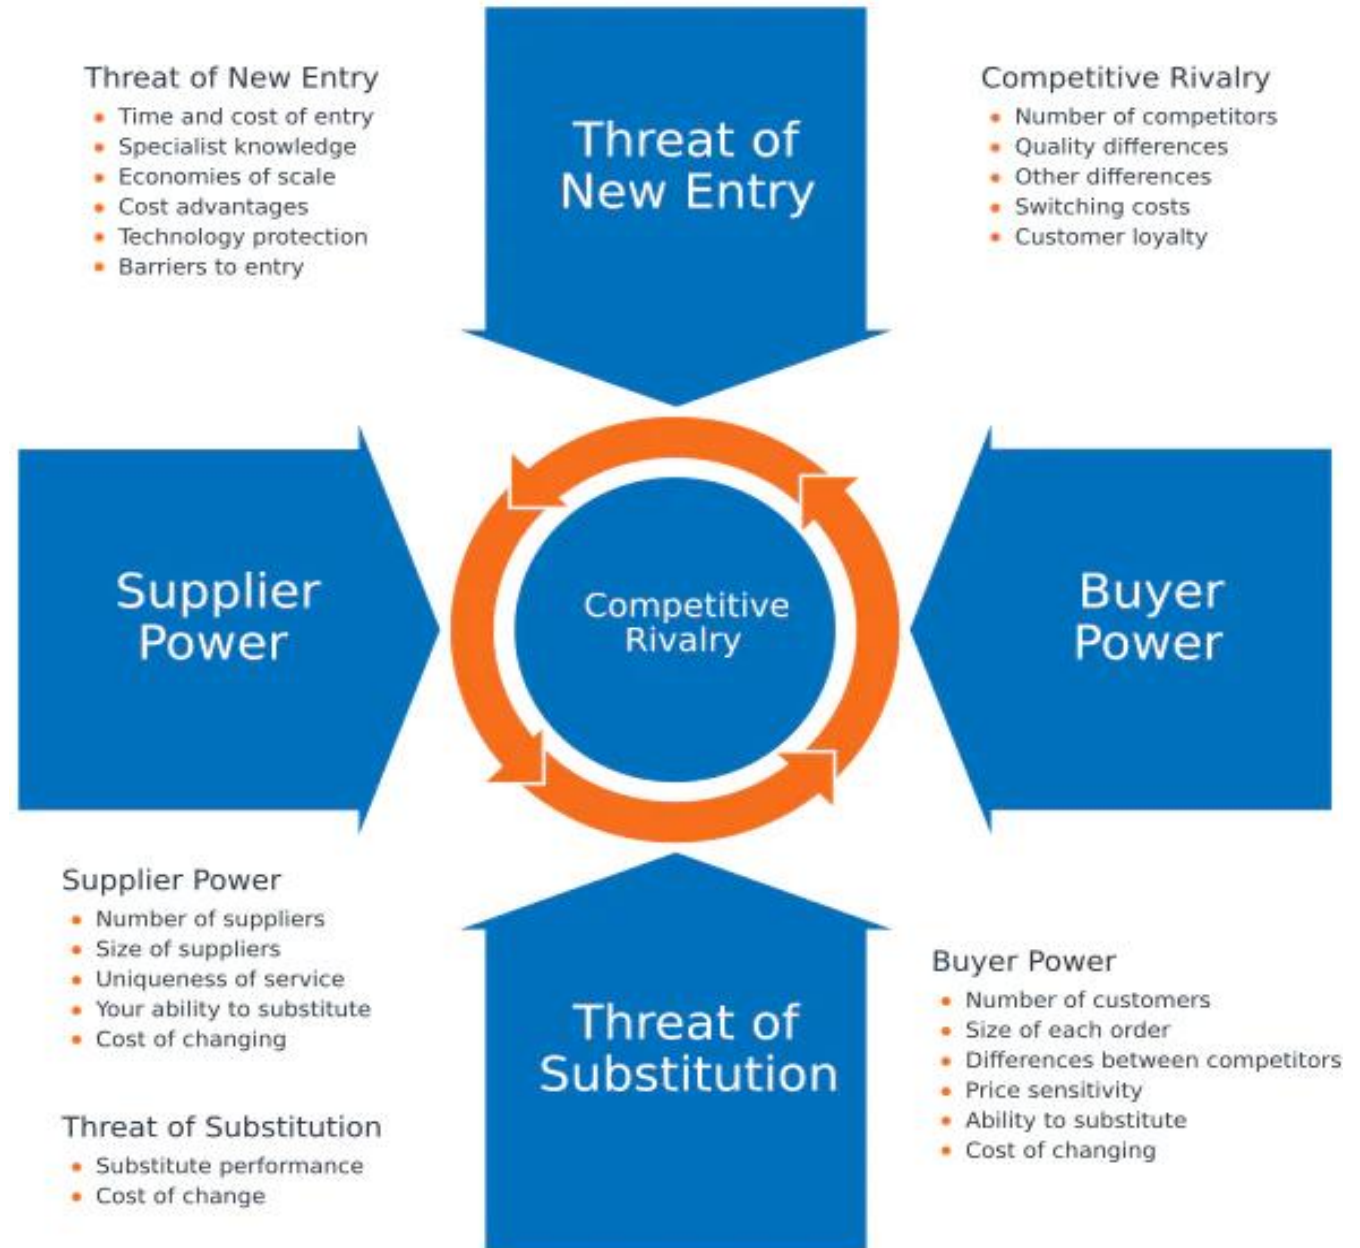 Threat of New Entry
Time and cost of entry
Specialist knowledge
Economies of scale
Cost advantages
Technology protection
Barriers to entry
Threat of
New Entry
Competitive Rivalry
Number of competitors
Quality differences
Other differences
Switching costs
Customer loyalty
Supplier
Power
Competitive
Rivalry
Buyer
Power
Supplier Power
Number of suppliers
Size of suppliers
Uniqueness of service
Your ability to substitute
Cost of changing
Threat of Substitution
Substitute performance
Cost of change
Threat of
Substitution
Buyer Power
Number of customers
Size of each order
Differences between competitors
Price sensitivity
Ability to substitute
Cost of changing